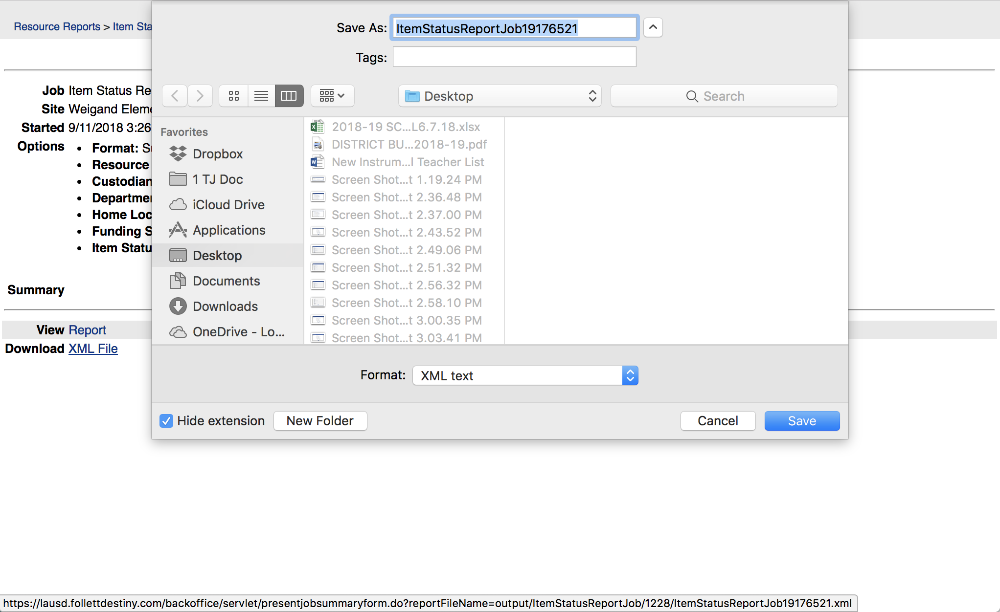 Resource Reports > Item Sta
Save As: ItemStatusReportJob19176521
Tags:
Desktop
Search
Job Item Status Re
Site Weigand Eleme
Started 9/11/2018 3:26
Options
• Format: Su
• Resource
• Custodian
• Departmen
• Home Loc
• Funding S
• Item Statu
Summary
View Report
Download XML File
Favorites
Dropbox
1 TJ Doc
iCloud Drive
Applications
Desktop
Documents
Downloads
OneDrive - Lo...
2018-19 SC...L6.7.18.xlsx
DISTRICT BU...2018-19.pdf
New Instrum...l Teacher List
Screen Shot...t 1.19.24 PM
Screen Shot...t 2.36.48 PM
Screen Shot...t 2.37.00 PM
Screen Shot...t 2.43.52 PM
Screen Shot...t 2.49.06 PM
Screen Shot...t 2.51.32 PM
Screen Shot...t 2.56.32 PM
Screen Shot...t 2.58.10 PM
Screen Shot...t 3.00.35 PM
Screen Shot...t 3.03.41 PM
Format: XML text
Hide extension
New Folder
Cancel
Save
https://lausd.follettdestiny.com/backoffice/servlet/presentjobsummaryform.do?reportFileName=output/ItemStatusReportJob/1228/ItemStatusReportJob19176521.xml